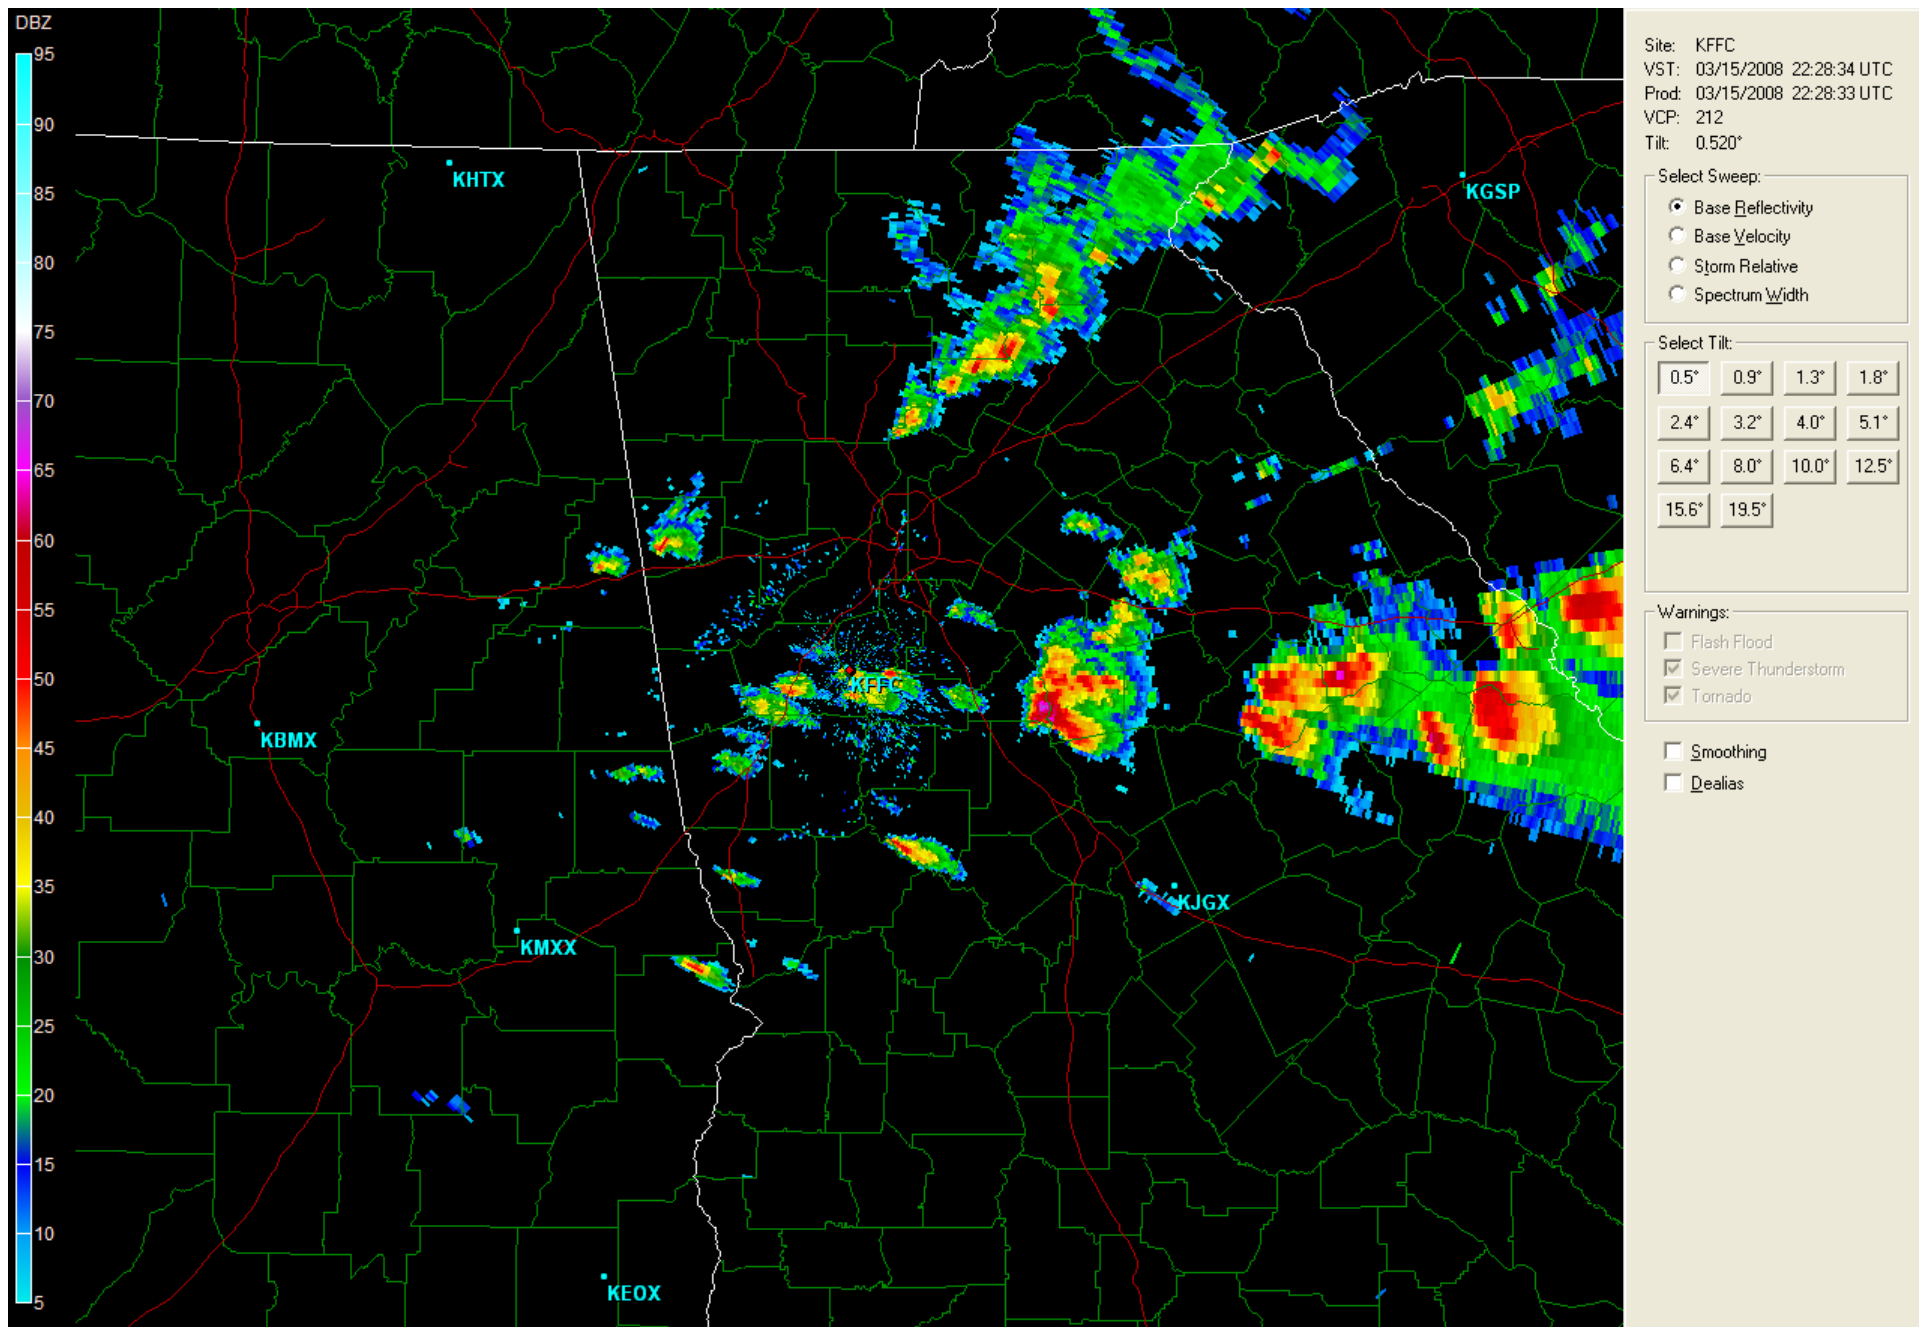 DBZ
95
90
85
80
75
70
65
60
55
50
45
40
35
30
25
20
15
10
5
KHTX
KGSP
KFFC
KBMX
KJGX
KMXX
KEOX
Site: KFFC
VST: 03/15/2008 22:28:34 UTC
Prod: 03/15/2008 22:28:33 UTC
VCP: 212
Tilt: 0.520°
Select Sweep:
Base Reflectivity
Base Velocity
Storm Relative
Spectrum Width
Select Tilt:
0.5° 0.9° 1.3° 1.8°
2.4° 3.2° 4.0° 5.1°
6.4° 8.0° 10.0° 12.5°
15.6° 19.5°
Warnings:
Flash Flood
Severe Thunderstorm
Tornado
Smoothing
Dealias